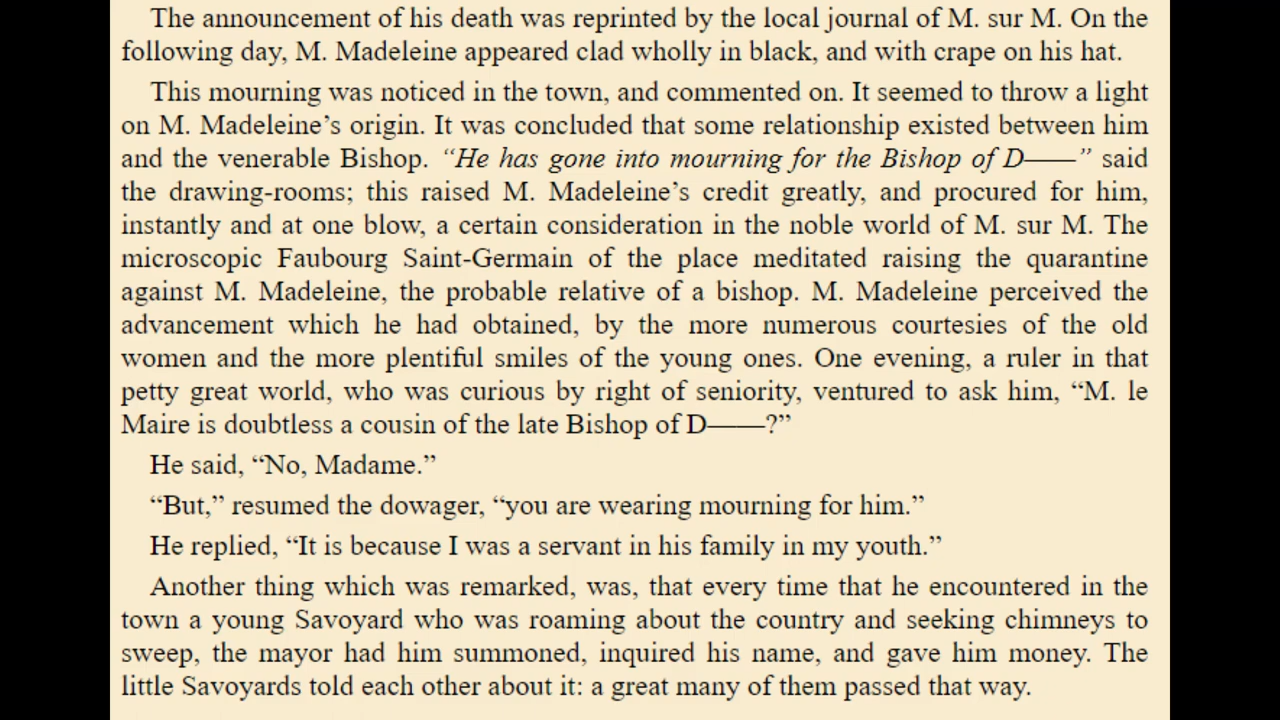 The announcement of his death was reprinted by the local journal of M. sur M. On the
following day, M. Madeleine appeared clad wholly in black, and with crape on his hat.
This mourning was noticed in the town, and commented on. It seemed to throw a light
on M. Madeleine’s origin. It was concluded that some relationship existed between him
and the venerable Bishop. “He has gone into mourning for the Bishop of D——” said
the drawing-rooms; this raised M. Madeleine’s credit greatly, and procured for him,
instantly and at one blow, a certain consideration in the noble world of M. sur M. The
microscopic Faubourg Saint-Germain of the place meditated raising the quarantine
against M. Madeleine, the probable relative of a bishop. M. Madeleine perceived the
advancement which he had obtained, by the more numerous courtesies of the old
women and the more plentiful smiles of the young ones. One evening, a ruler in that
petty great world, who was curious by right of seniority, ventured to ask him, “M. le
Maire is doubtless a cousin of the late Bishop of D——?”
He said, “No, Madame.”
“But,” resumed the dowager, “you are wearing mourning for him.”
He replied, “It is because I was a servant in his family in my youth.”
Another thing which was remarked, was, that every time that he encountered in the
town a young Savoyard who was roaming about the country and seeking chimneys to
sweep, the mayor had him summoned, inquired his name, and gave him money. The
little Savoyards told each other about it: a great many of them passed that way.